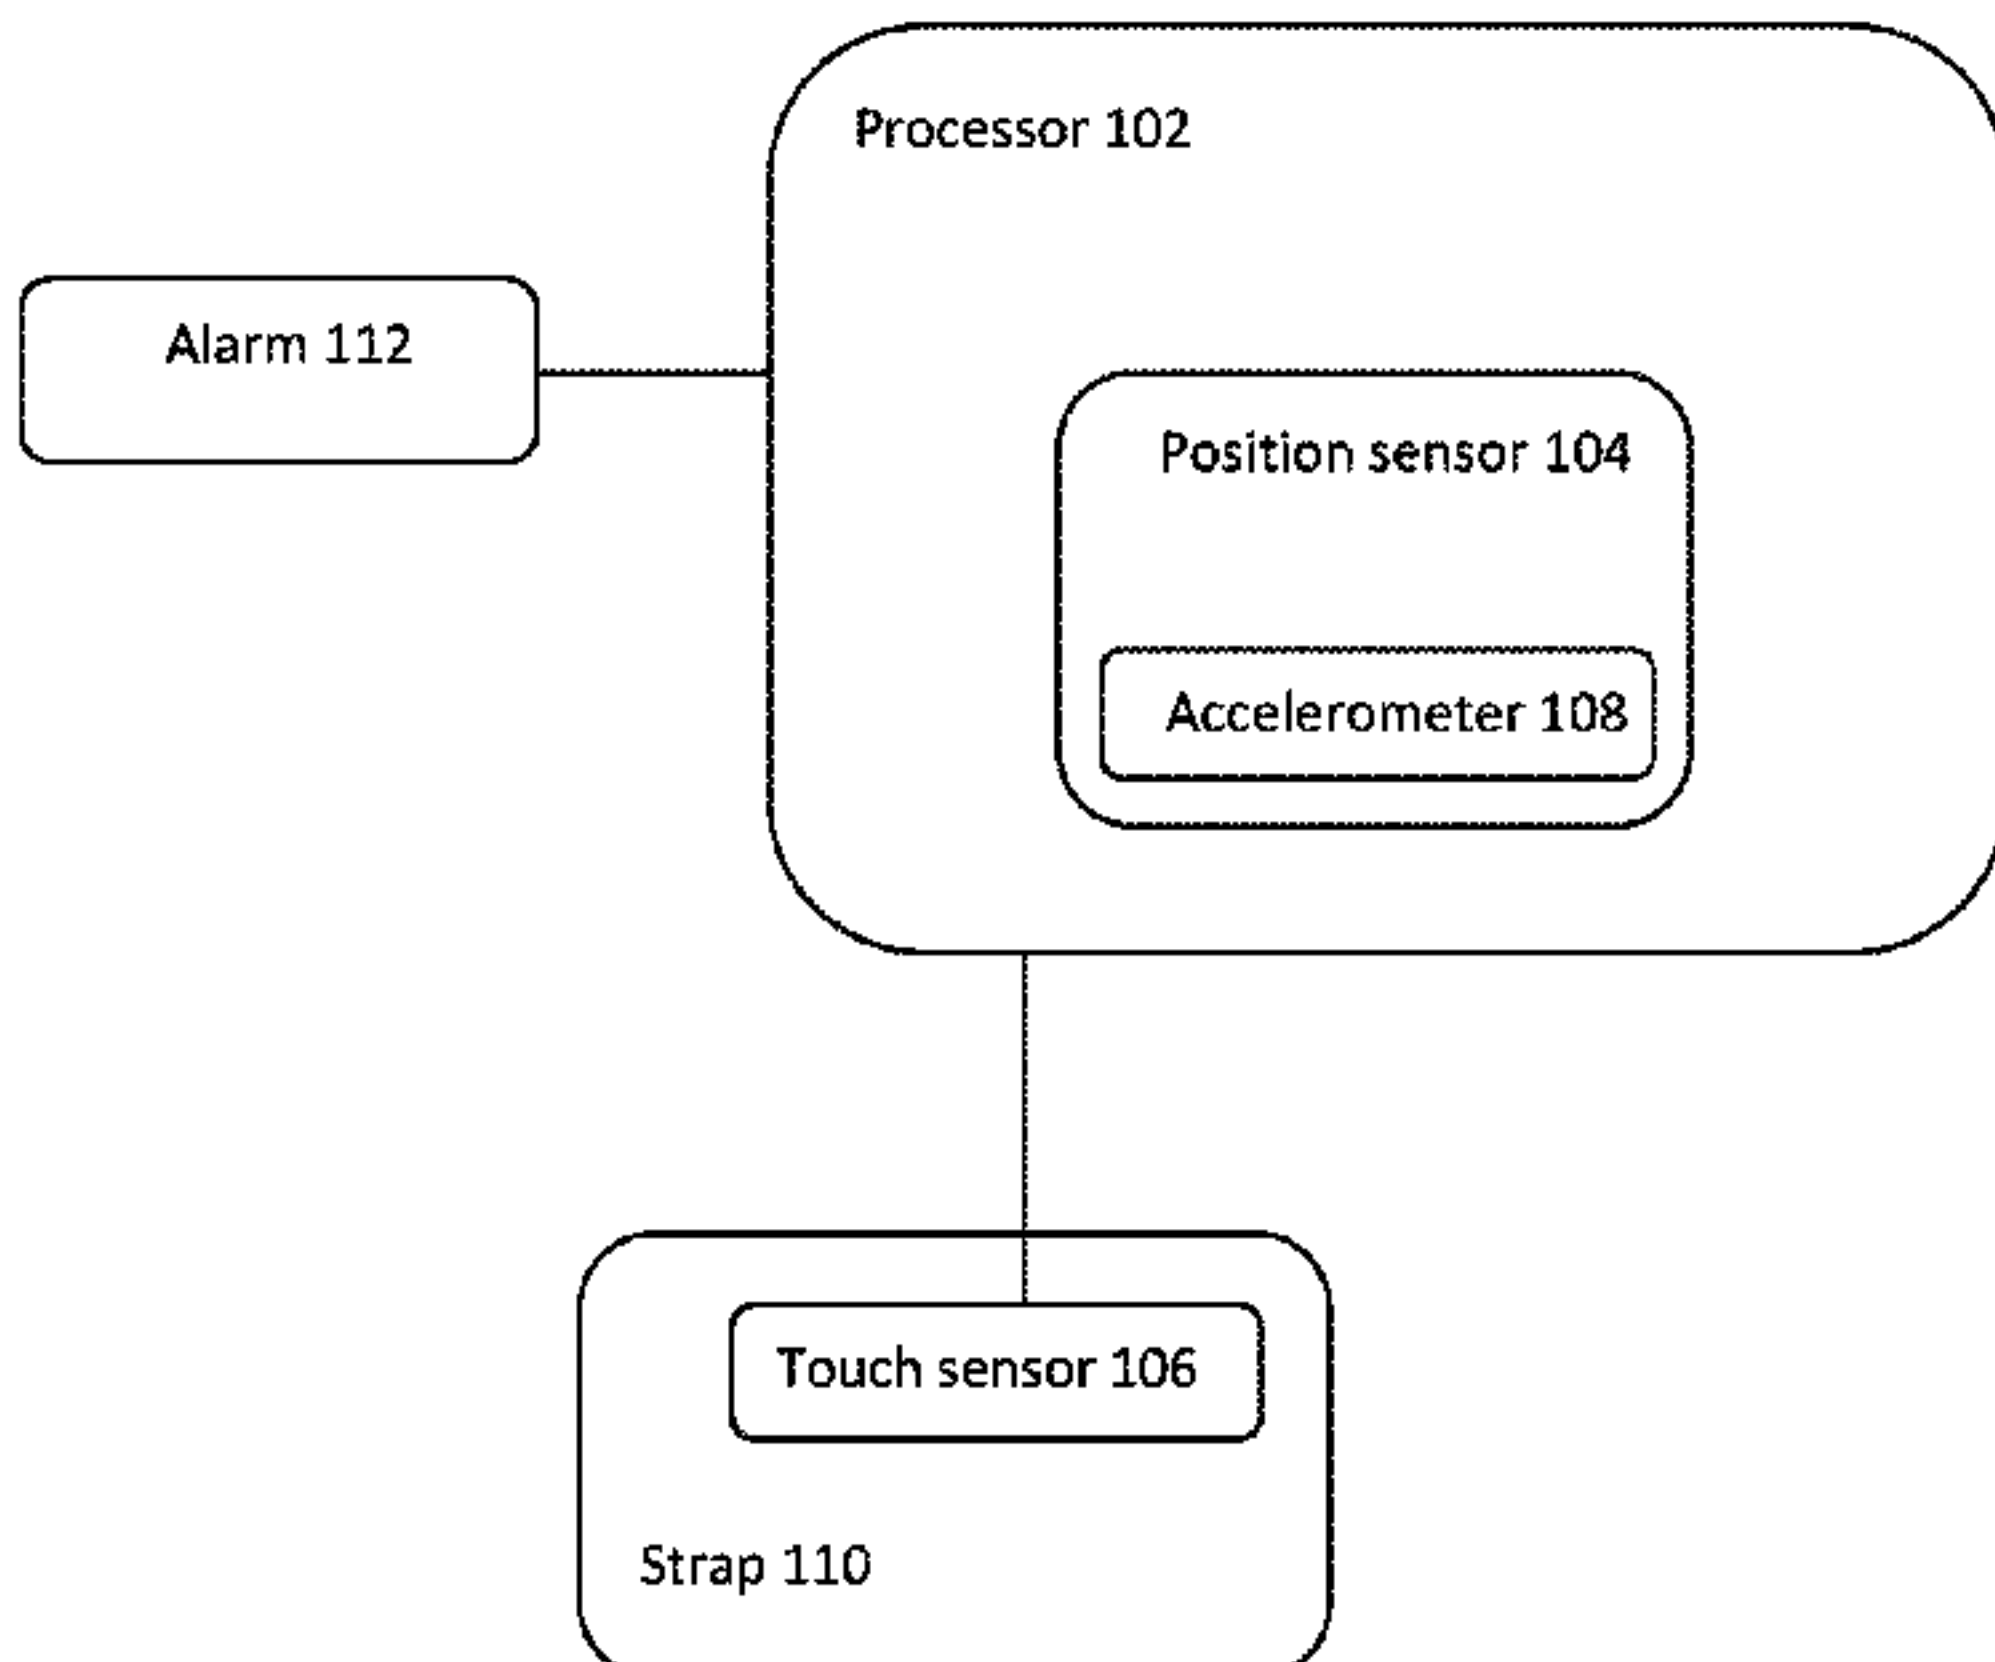 Processor 102
Alarm 112
Position sensor 104
Accelerometer 108
Touch sensor 106
Strap 110